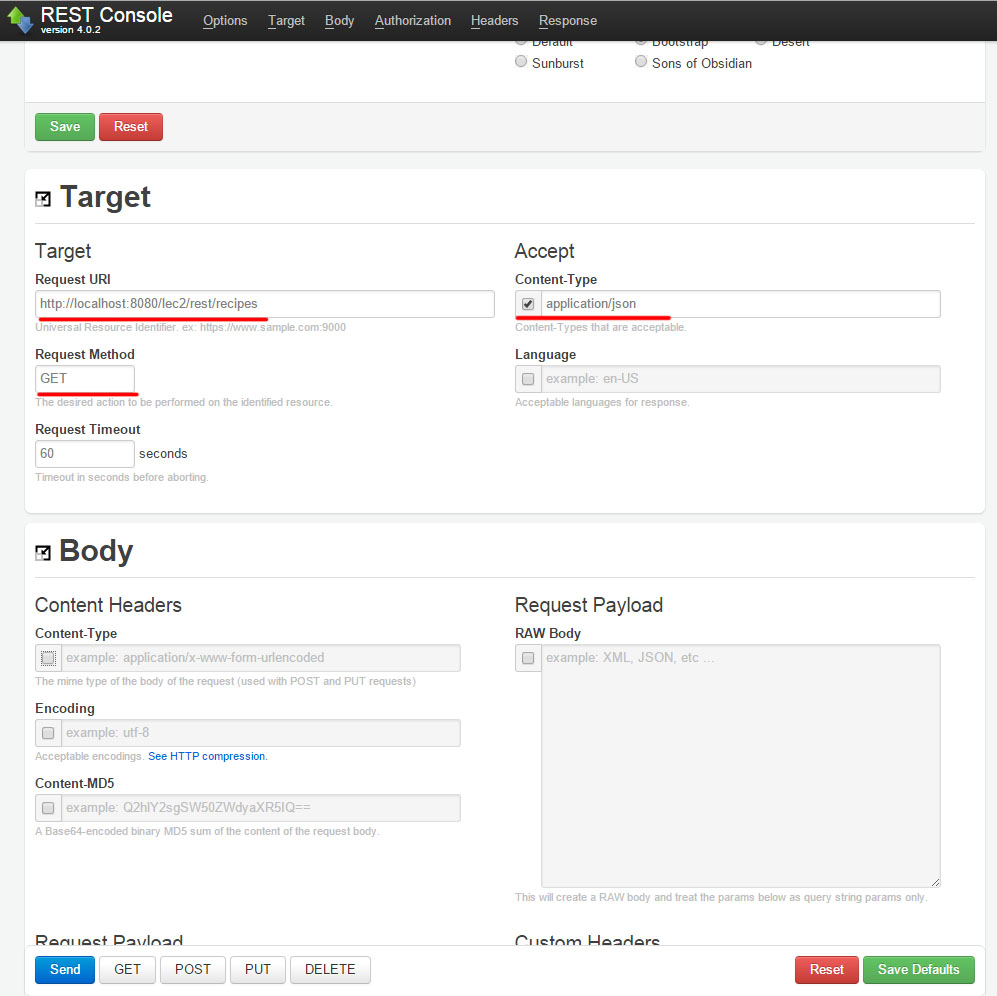 REST Console
version 4.0.2
Options Target Body Authorization Headers Response
Default Bootstrap Desert
Sunburst Sons of Obsidian
Save Reset
Target
Target
Request URI
http://localhost:8080/lec2/rest/recipes
Universal Resource Identifier. ex: https://www.sample.com:9000
Request Method
GET
The desired action to be performed on the identified resource.
Request Timeout
60 seconds
Timeout in seconds before aborting.
Accept
Content-Type
application/json
Content-Types that are acceptable.
Language
example: en-US
Acceptable languages for response.
Body
Content Headers
Content-Type
example: application/x-www-form-urlencoded
The mime type of the body of the request (used with POST and PUT requests)
Encoding
example: utf-8
Acceptable encodings. See HTTP compression.
Content-MD5
example: Q2hlY2sgSW50ZWdyaXR5IQ==
A Base64-encoded binary MD5 sum of the content of the request body.
Request Payload
RAW Body
example: XML, JSON, etc ...
This will create a RAW body and treat the params below as query string params only.
Request Payload
Custom Headers
Send GET POST PUT DELETE Reset Save Defaults